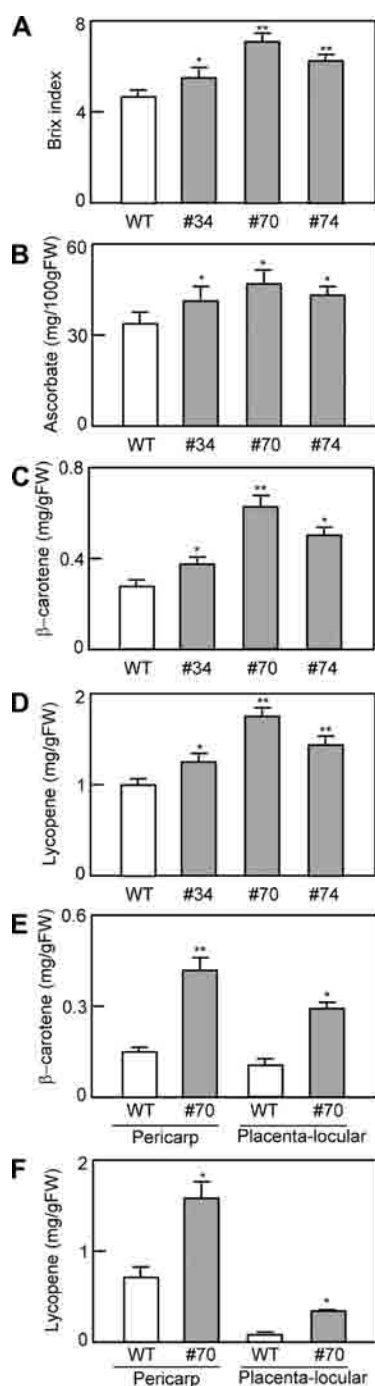 A
Brix index
8
4
0
* ** **
WT #34 #70 #74
B
Ascorbate (mg/100gFW)
60
30
0
* * *
WT #34 #70 #74
C
β-carotene (mg/gFW)
0.8
0.4
0
* ** *
WT #34 #70 #74
D
Lycopene (mg/gFW)
2
1
0
* ** **
WT #34 #70 #74
E
β-carotene (mg/gFW)
0.6
0.3
0
** *
WT #70 WT #70
Pericarp Placenta-locular
F
Lycopene (mg/gFW)
2
1
0
* *
WT #70 WT #70
Pericarp Placenta-locular